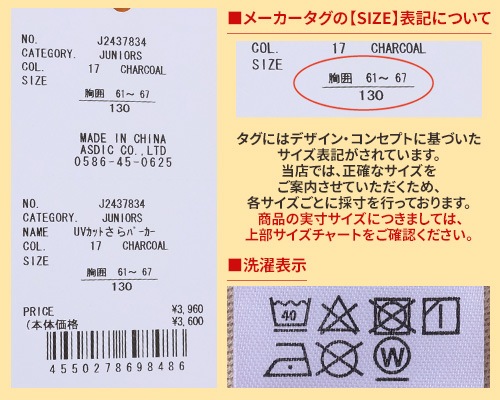 NO. J2437834
CATEGORY. JUNIORS
COL. 17 CHARCOAL
SIZE
胸囲 61～ 67
130
MADE IN CHINA
ASDIC CO.,LTD
0586-45-0625
NO. J2437834
CATEGORY. JUNIORS
NAME UVカットさらパーカー
COL. 17 CHARCOAL
SIZE
胸囲 61～ 67
130
PRICE ¥3,960
(本体価格 ¥3,600
4550278698486
■メーカータグの【SIZE】表記について
COL. 17 CHARCOAL
SIZE
胸囲 61～ 67
130
タグにはデザイン・コンセプトに基づいた
サイズ表記がされています。
当店では、正確なサイズを
ご案内させていただくため、
各サイズごとに採寸を行っております。
商品の実寸サイズにつきましては、
上部サイズチャートをご確認ください。
■洗濯表示
40
W